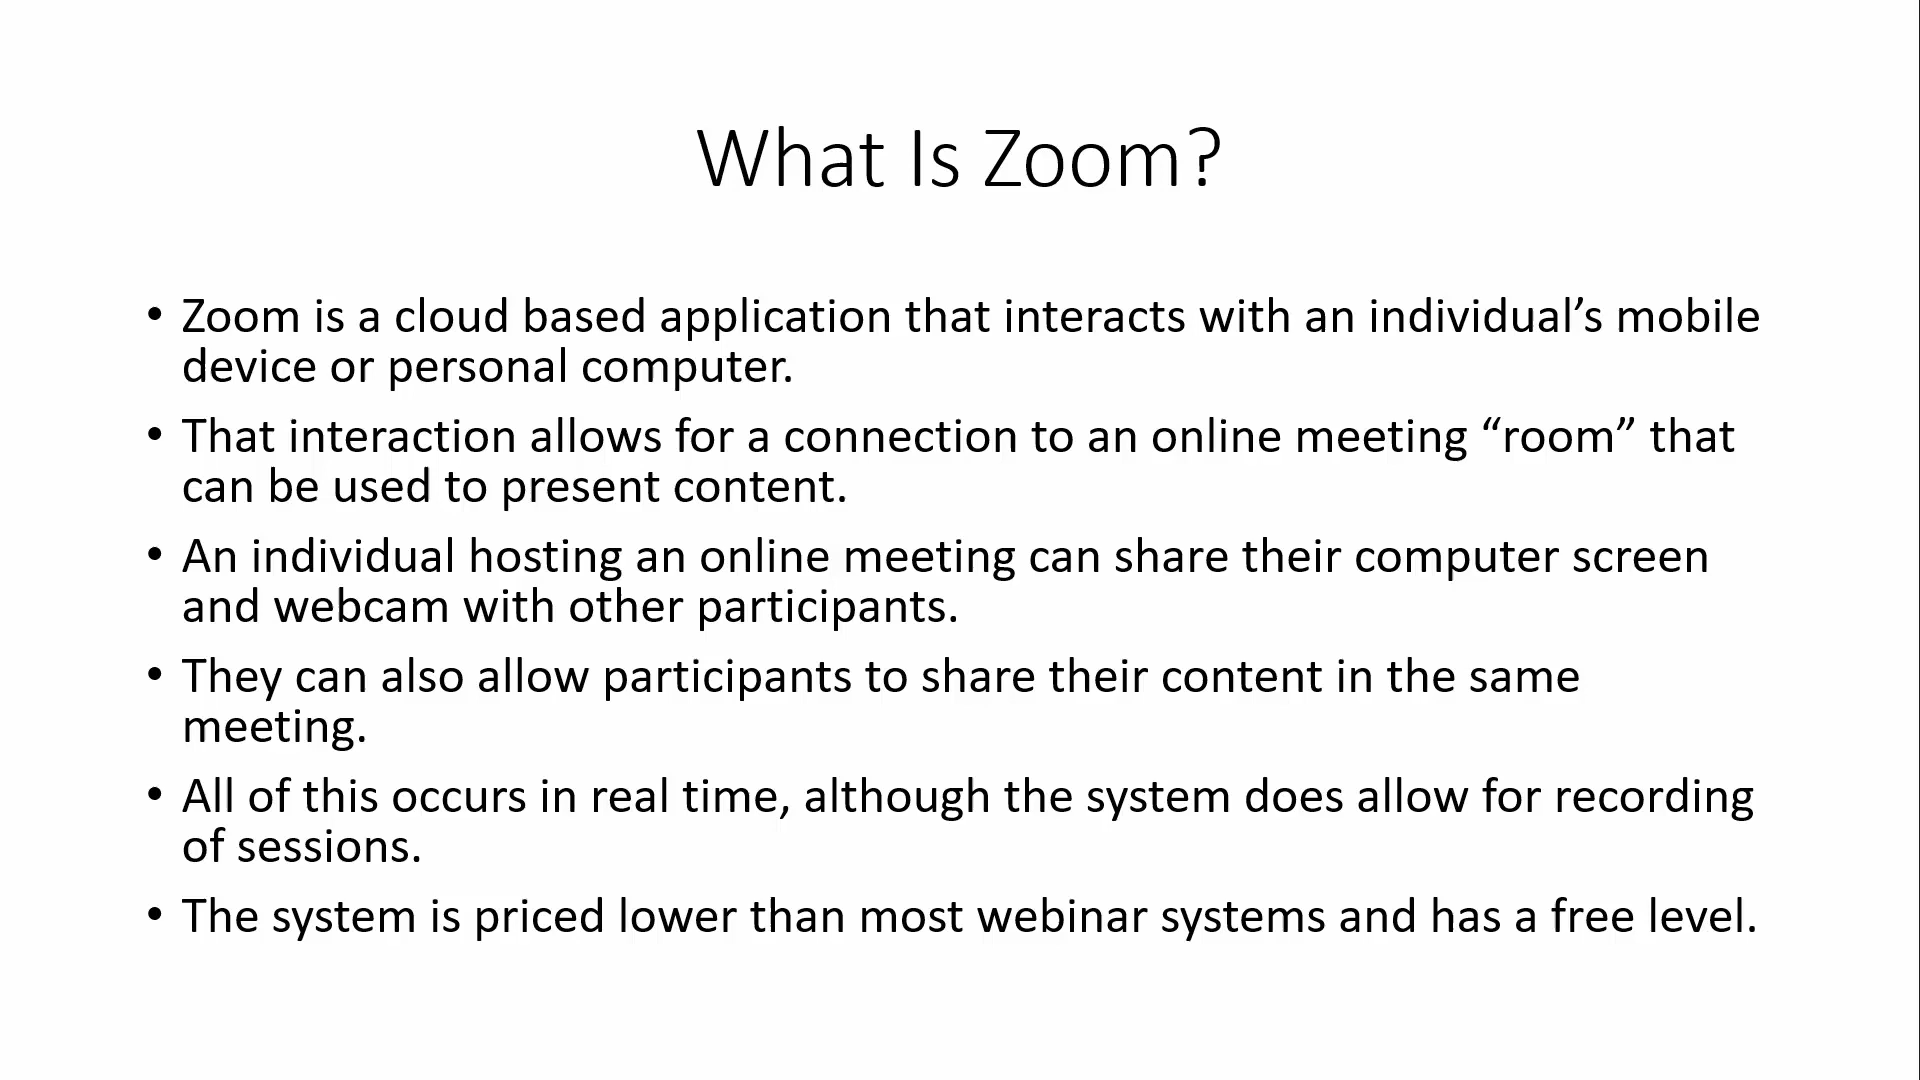 What Is Zoom?
• Zoom is a cloud based application that interacts with an individual’s mobile
device or personal computer.
• That interaction allows for a connection to an online meeting “room” that
can be used to present content.
• An individual hosting an online meeting can share their computer screen
and webcam with other participants.
• They can also allow participants to share their content in the same
meeting.
• All of this occurs in real time, although the system does allow for recording
of sessions.
• The system is priced lower than most webinar systems and has a free level.